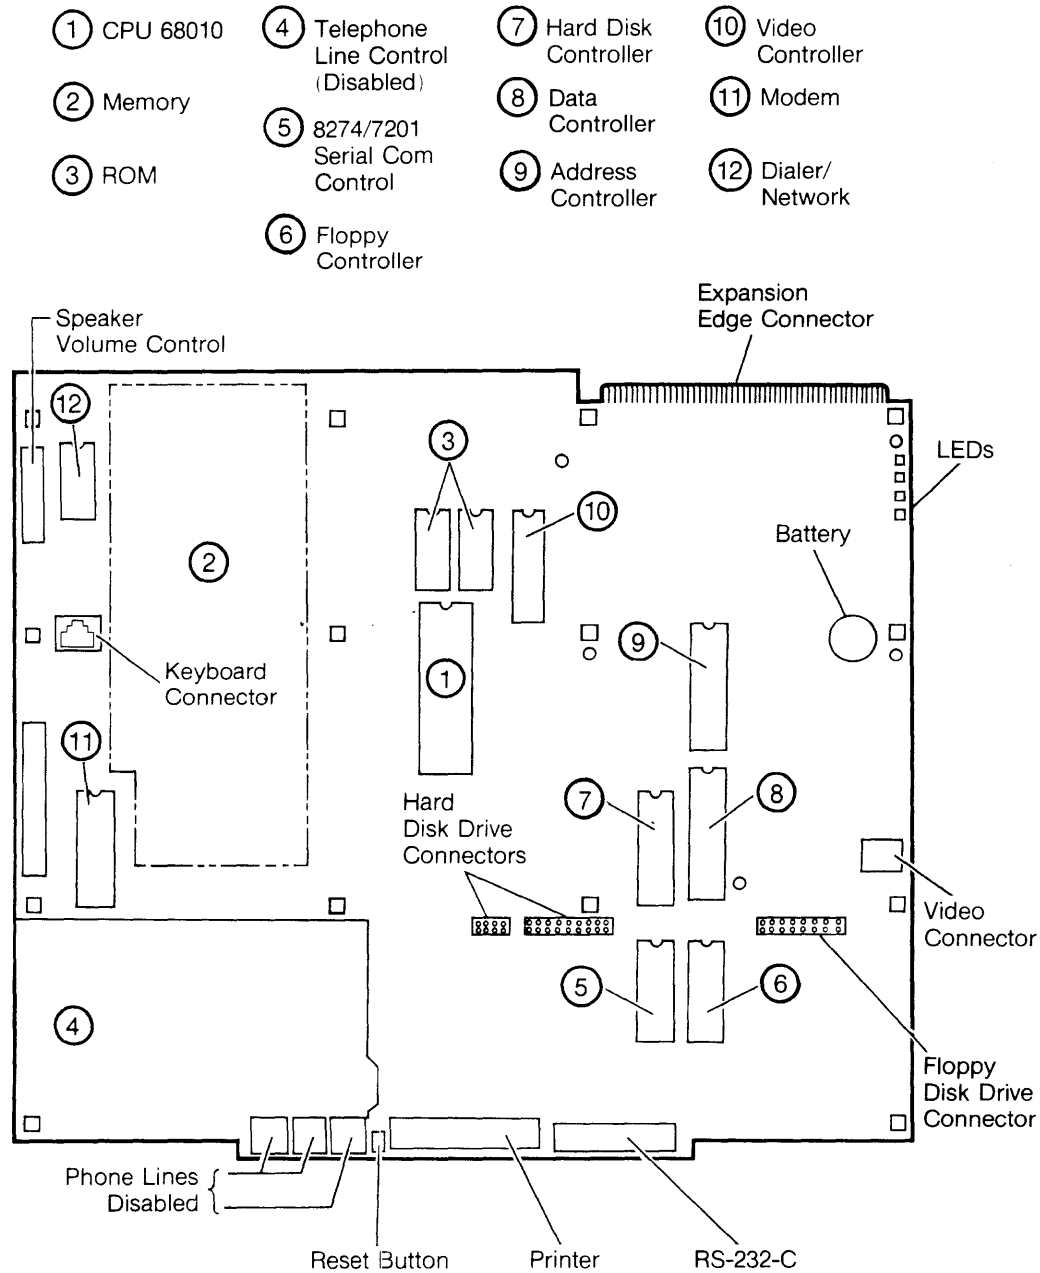 1 CPU 68010
2 Memory
3 ROM
4 Telephone
Line Control
(Disabled)
5 8274/7201
Serial Com
Control
6 Floppy
Controller
7 Hard Disk
Controller
8 Data
Controller
9 Address
Controller
10 Video
Controller
11 Modem
12 Dialer/
Network
Expansion
Edge Connector
Speaker
Volume Control
12
3
LEDs
10
Battery
2
9
Keyboard
Connector
1
11
7
8
Hard
Disk Drive
Connectors
Video
Connector
5
6
4
Floppy
Disk Drive
Connector
Phone Lines
Disabled
Reset Button
Printer
RS-232-C